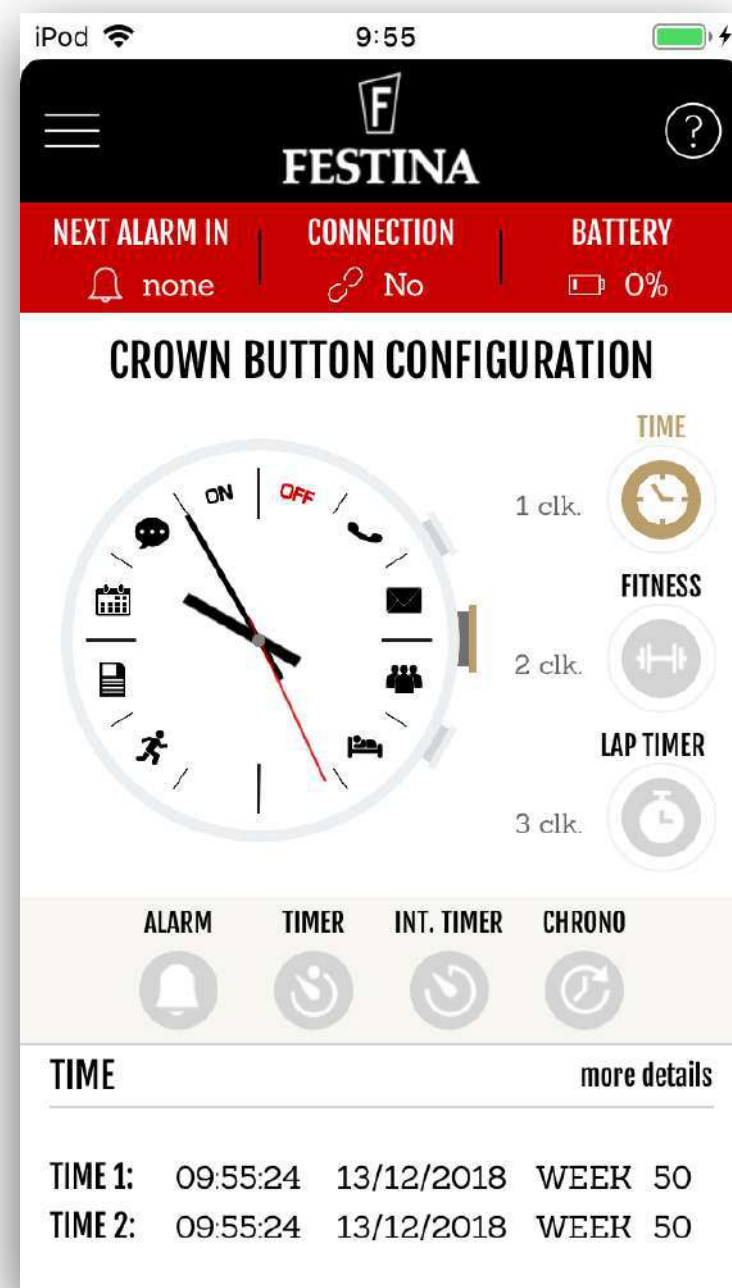 iPod 9:55
F
FESTINA
?
NEXT ALARM IN CONNECTION BATTERY
none No 0%
CROWN BUTTON CONFIGURATION
TIME
ON OFF
1 clk.
FITNESS
2 clk.
LAP TIMER
3 clk.
ALARM TIMER INT. TIMER CHRONO
TIME more details
TIME 1: 09:55:24 13/12/2018 WEEK 50
TIME 2: 09:55:24 13/12/2018 WEEK 50